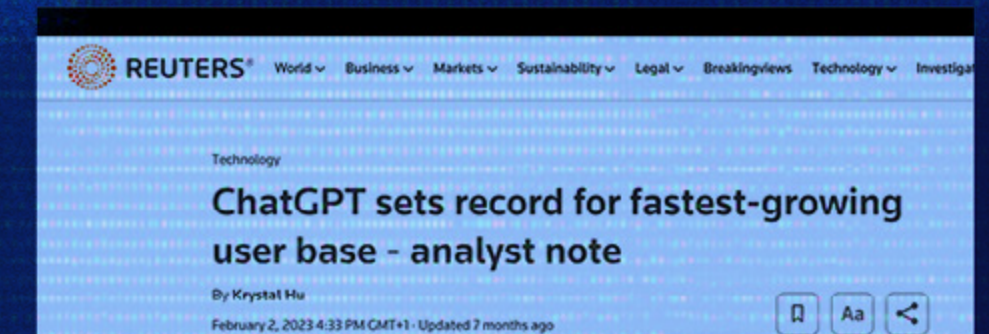 REUTERS®
World Business Markets Sustainability Legal Breakingviews Technology Investigat
Technology
ChatGPT sets record for fastest-growing
user base - analyst note
By Krystal Hu
Aa
February 2, 2023 4:33 PM GMT+1 · Updated 7 months ago